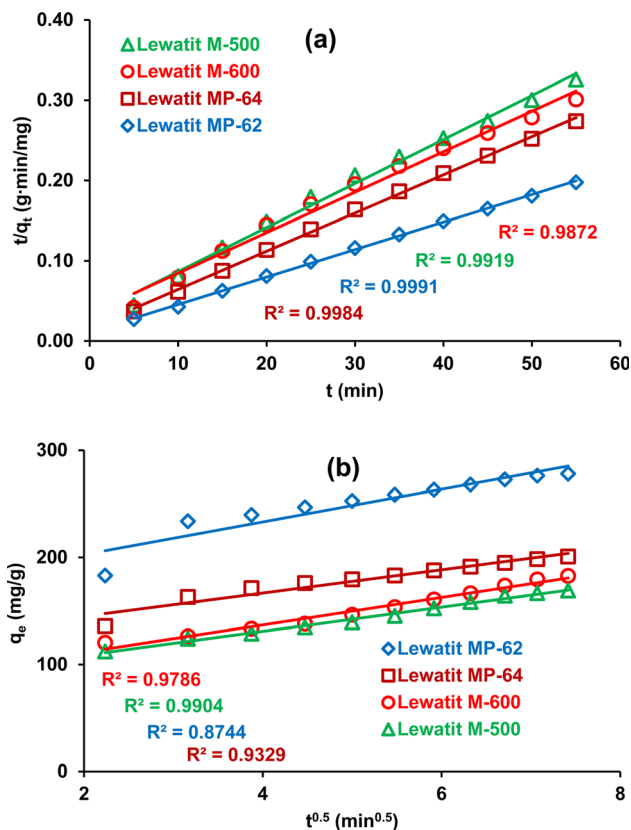 0.40
(a)
Lewatit M-500
Lewatit M-600
Lewatit MP-64
Lewatit MP-62
0.30
0.20
0.10
0.00
t/qt (g·min/mg)
R² = 0.9872
R² = 0.9919
R² = 0.9991
R² = 0.9984
0 10 20 30 40 50 60
t (min)
300
(b)
200
100
0
qe (mg/g)
R² = 0.9786
R² = 0.9904
R² = 0.8744
R² = 0.9329
Lewatit MP-62
Lewatit MP-64
Lewatit M-600
Lewatit M-500
2 4 6 8
t0.5 (min0.5)